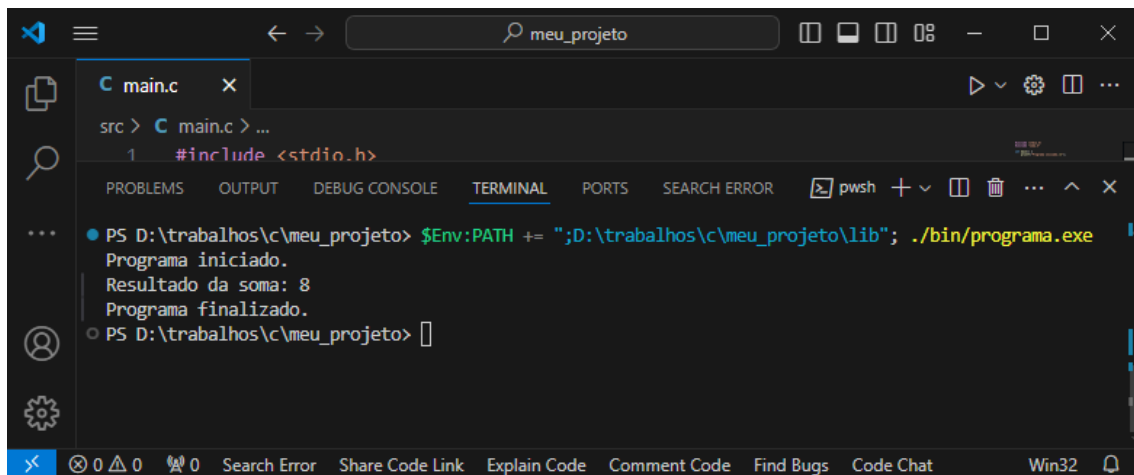 meu_projeto
C main.c
src > C main.c > ...
1 #include <stdio.h>
PROBLEMS OUTPUT DEBUG CONSOLE TERMINAL PORTS SEARCH ERROR pwsh
PS D:\trabalhos\c\meu_projeto> $Env:PATH += ";D:\trabalhos\c\meu_projeto\lib"; ./bin/programa.exe
Programa iniciado.
Resultado da soma: 8
Programa finalizado.
PS D:\trabalhos\c\meu_projeto>
0 0 0 Search Error Share Code Link Explain Code Comment Code Find Bugs Code Chat Win32